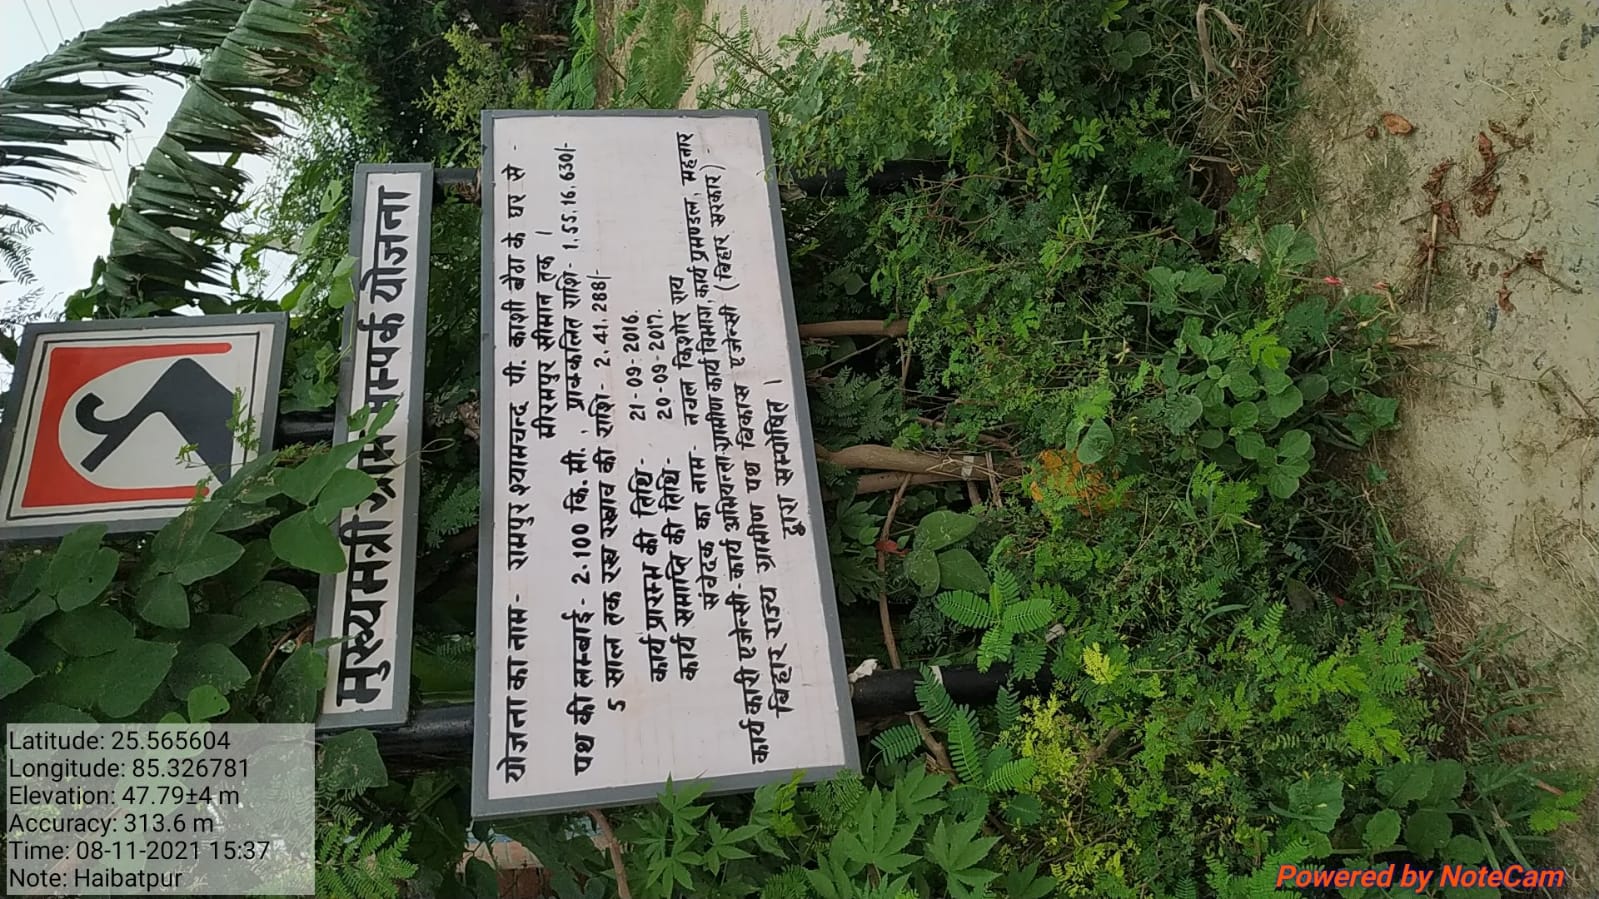 मुख्यमंत्री ग्राम सम्पर्क योजना
योजना का नाम - रामपुर श्यामचन्द पी. काशी बैठा के घर से -
मीरमपुर सीमान तक ।
पथ की लम्बाई - 2.100 कि. मी. , प्राक्कलित राशि - 1.55.16.630/-
5 साल तक रख रखाव की राशि - 2.41.288/-
कार्य प्रारम्भ की तिथि - 21-09-2016.
कार्य समाप्ति की तिथि - 20-09-2017.
संवेदक का नाम - नवल किशोर राय
कार्यकारी एजेन्सी - कार्य अभियन्ता ग्रामीण कार्य विभाग, कार्य प्रमण्डल, महनार
बिहार राज्य ग्रामीण पथ विकास एजेन्सी (बिहार सरकार) -
द्वारा सम्पोषित ।
Latitude: 25.565604
Longitude: 85.326781
Elevation: 47.79±4 m
Accuracy: 313.6 m
Time: 08-11-2021 15:37
Note: Haibatpur
Powered by NoteCam